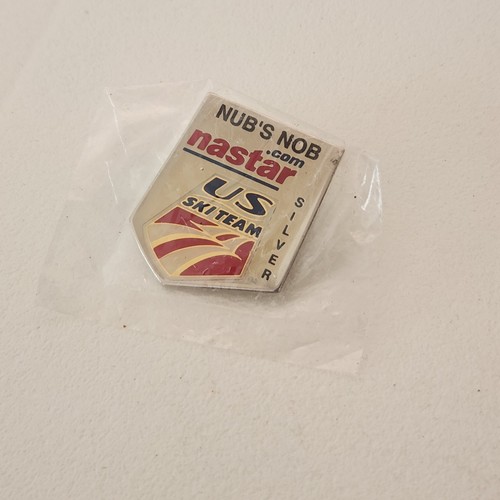 NUB'S NOB
nastar.com
US
SKI TEAM
SILVER